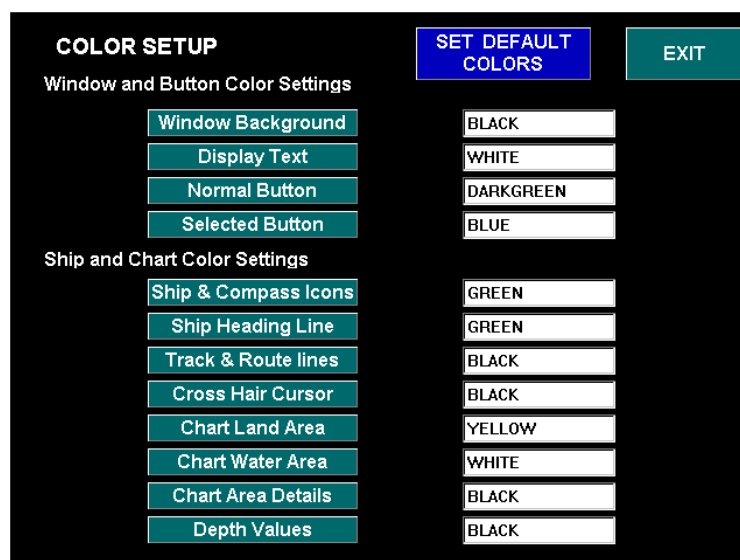 COLOR SETUP
SET DEFAULT
COLORS
EXIT
Window and Button Color Settings
Window Background BLACK
Display Text WHITE
Normal Button DARKGREEN
Selected Button BLUE
Ship and Chart Color Settings
Ship & Compass Icons GREEN
Ship Heading Line GREEN
Track & Route lines BLACK
Cross Hair Cursor BLACK
Chart Land Area YELLOW
Chart Water Area WHITE
Chart Area Details BLACK
Depth Values BLACK